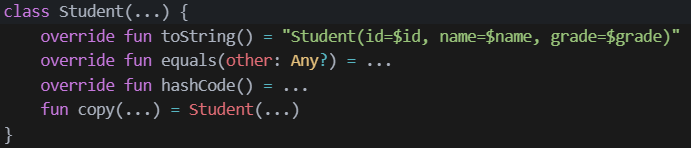 class Student(...) {
    override fun toString() = "Student(id=$id, name=$name, grade=$grade)"
    override fun equals(other: Any?) = ...
    override fun hashCode() = ...
    fun copy(...) = Student(...)
}